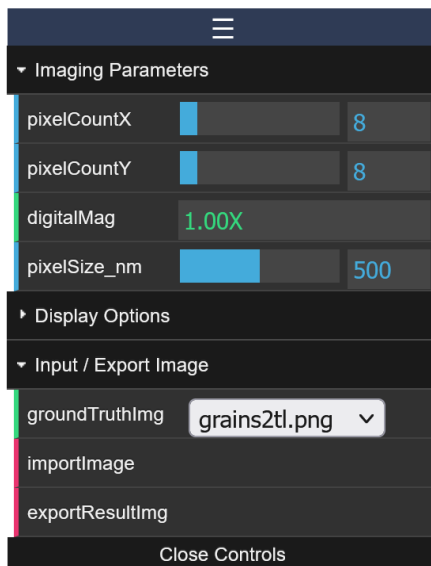 Imaging Parameters
pixelCountX 8
pixelCountY 8
digitalMag 1.00X
pixelSize_nm 500
Display Options
Input / Export Image
groundTruthImg grains2tl.png
importImage
exportResultImg
Close Controls